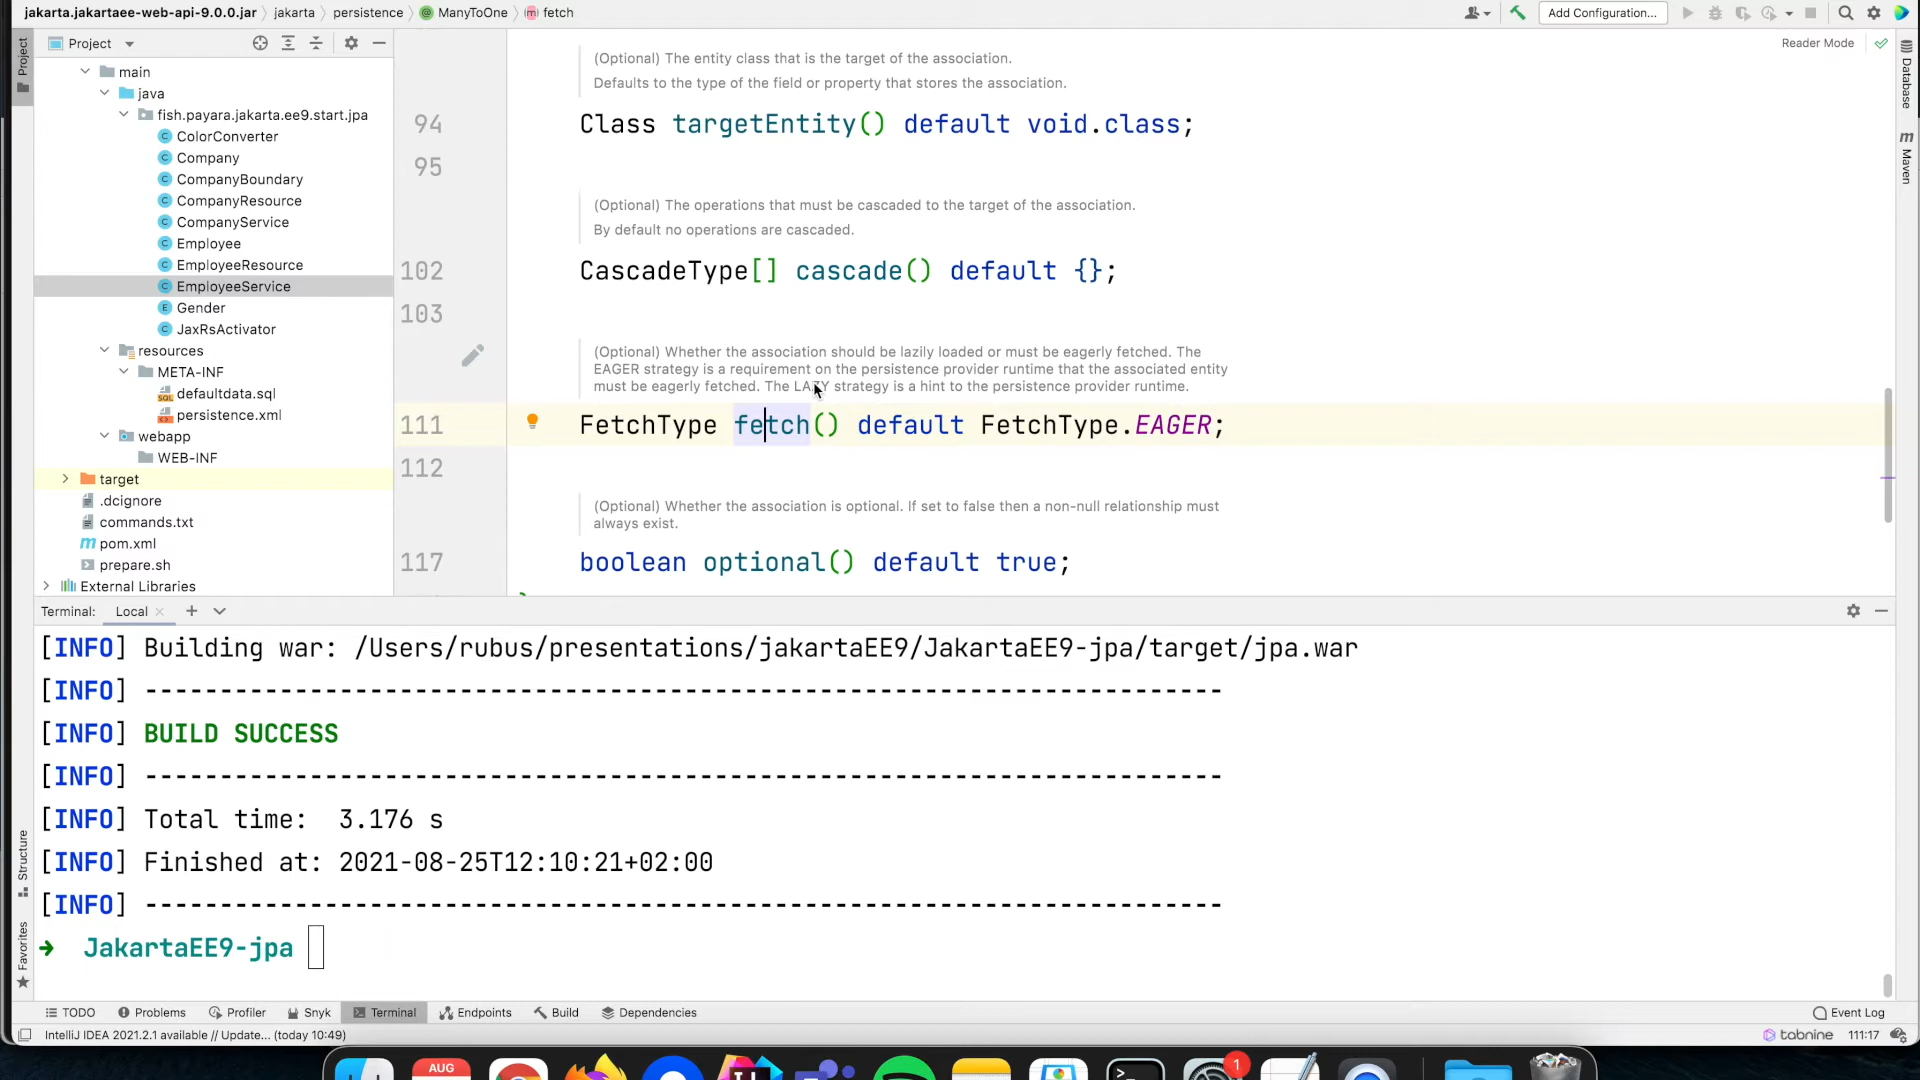 jakarta.jakartaee-web-api-9.0.0.jar jakarta persistence ManyToOne fetch
Add Configuration...
Project
Reader Mode
Project
Database
Maven
main
java
fish.payara.jakarta.ee9.start.jpa
ColorConverter
Company
CompanyBoundary
CompanyResource
CompanyService
Employee
EmployeeResource
EmployeeService
Gender
JaxRsActivator
resources
META-INF
defaultdata.sql
persistence.xml
webapp
WEB-INF
target
.dcignore
commands.txt
pom.xml
prepare.sh
External Libraries
(Optional) The entity class that is the target of the association.
Defaults to the type of the field or property that stores the association.
94 Class targetEntity() default void.class;
95
(Optional) The operations that must be cascaded to the target of the association.
By default no operations are cascaded.
102 CascadeType[] cascade() default {};
103
(Optional) Whether the association should be lazily loaded or must be eagerly fetched. The
EAGER strategy is a requirement on the persistence provider runtime that the associated entity
must be eagerly fetched. The LAZY strategy is a hint to the persistence provider runtime.
111 FetchType fetch() default FetchType.EAGER;
112
(Optional) Whether the association is optional. If set to false then a non-null relationship must
always exist.
117 boolean optional() default true;
Terminal: Local
[INFO] Building war: /Users/rubus/presentations/jakartaEE9/JakartaEE9-jpa/target/jpa.war
[INFO] ------------------------------------------------------------------------
[INFO] BUILD SUCCESS
[INFO] ------------------------------------------------------------------------
[INFO] Total time:  3.176 s
[INFO] Finished at: 2021-08-25T12:10:21+02:00
[INFO] ------------------------------------------------------------------------
➜ JakartaEE9-jpa
Structure
Favorites
TODO Problems Profiler Snyk Terminal Endpoints Build Dependencies Event Log
IntelliJ IDEA 2021.2.1 available // Update... (today 10:49) tabnine 111:17
AUG
1